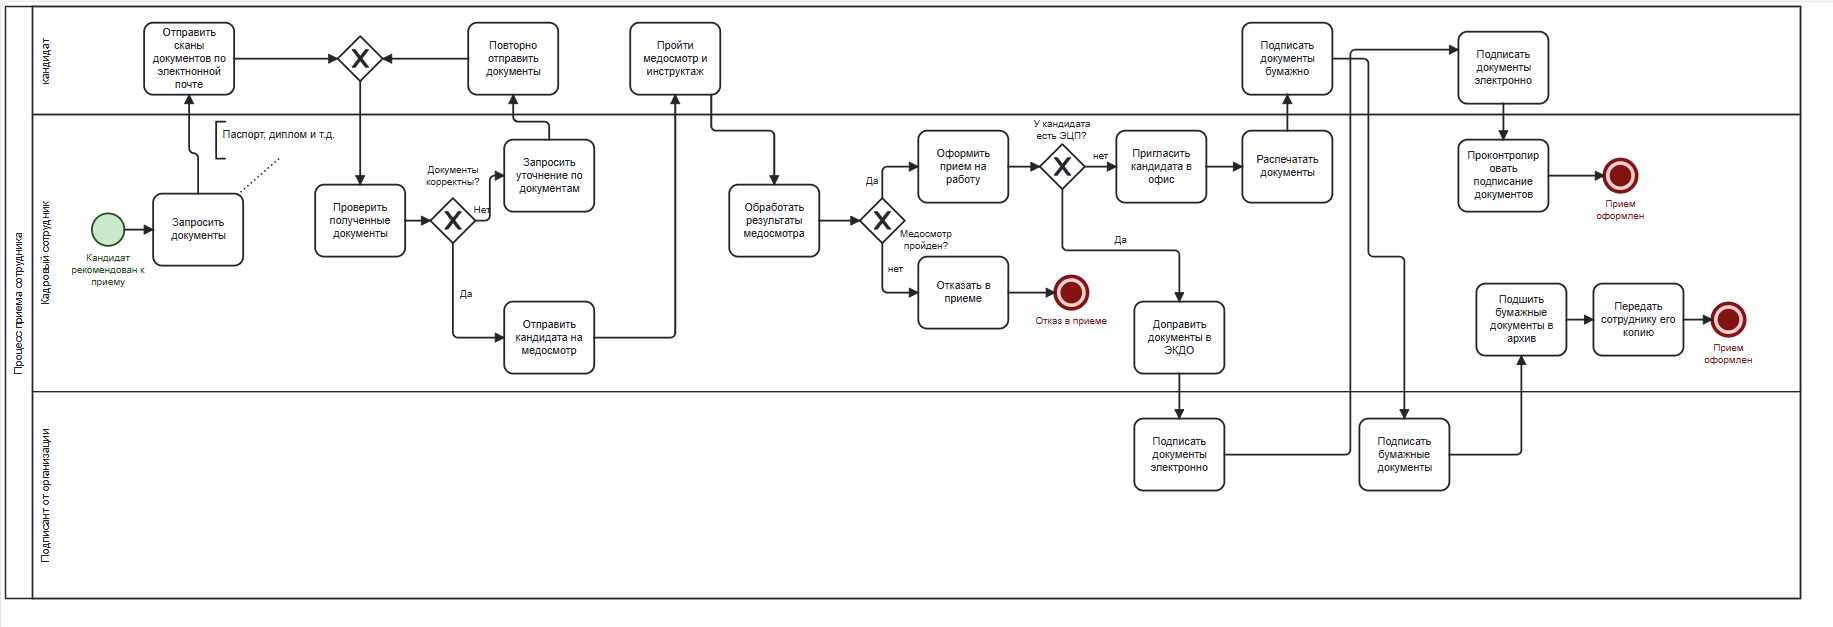 Процесс приема сотрудника
кандидат
Отправить
сканы
документов по
электнонной
почте
Повторно
отправить
документы
Пройти
медосмотр и
инструктаж
Подписать
документы
бумажно
Подписать
документы
электронно
Кадровый сотрудник
Кандидат
рекомендован к
приему
Запросить
документы
Паспорт, диплом и т.д.
Проверить
полученные
документы
Документы
корректны?
Нет
Да
Запросить
уточнение по
документам
Отправить
кандидата на
медосмотр
Обработать
результаты
медосмотра
Медосмотр
пройден?
Да
нет
Оформить
прием на
работу
Отказать в
приеме
Отказ в приеме
У кандидата
есть ЭЦП?
нет
Да
Пригласить
кандидата в
офис
Распечатать
документы
Доправить
документы в
ЭКДО
Проконтролир
овать
подписание
документов
Прием
оформлен
Подшить
бумажные
документы в
архив
Передать
сотруднику его
копию
Прием
оформлен
Подписант от организации
Подписать
документы
электронно
Подписать
бумажные
документы